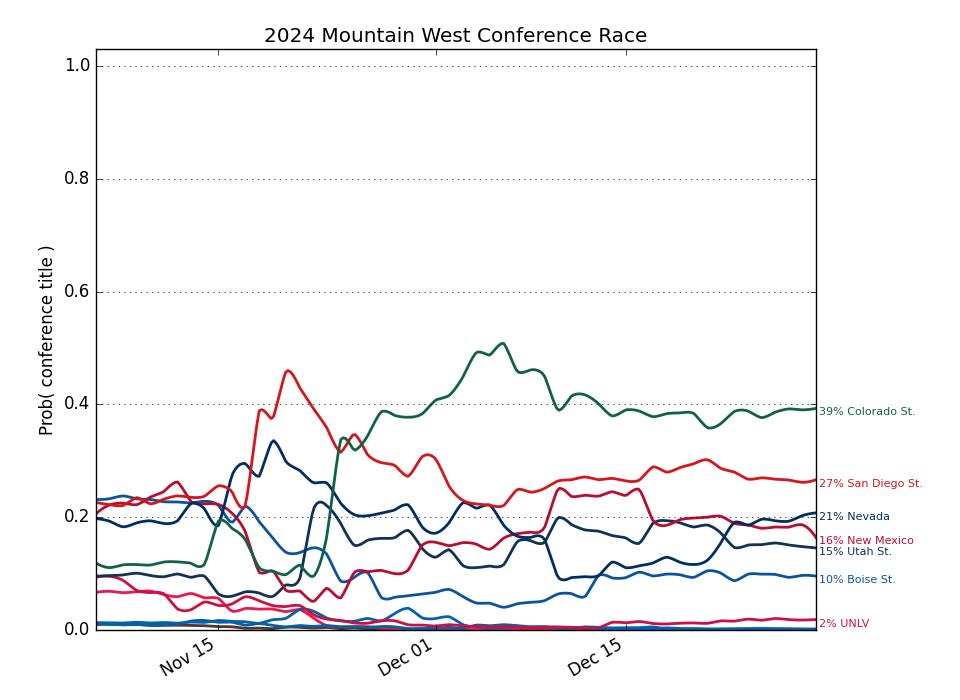 2024 Mountain West Conference Race
Prob( conference title )
1.0
0.8
0.6
0.4
0.2
0.0
Nov 15
Dec 01
Dec 15
39% Colorado St.
27% San Diego St.
20% Nevada
16% New Mexico
15% Utah St.
10% Boise St.
2% UNLV